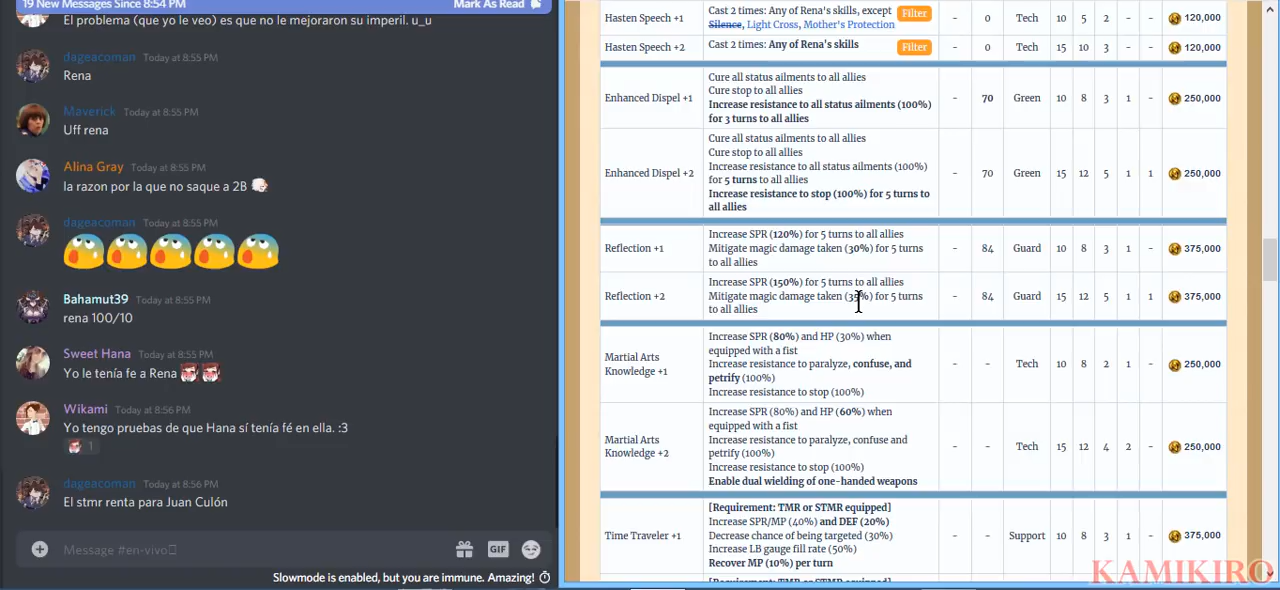 19 New Messages Since 8:54 PM
Mark As Read
El problema (que yo le veo) es que no le mejoraron su imperil. u_u
dageacoman Today at 8:55 PM
Rena
Maverick Today at 8:55 PM
Uff rena
Alina Gray Today at 8:55 PM
la razon por la que no saque a 2B
dageacoman Today at 8:55 PM
Bahamut39 Today at 8:55 PM
rena 100/10
Sweet Hana Today at 8:55 PM
Yo le tenía fe a Rena
Wikami Today at 8:56 PM
Yo tengo pruebas de que Hana sí tenía fé en ella. :3
1
dageacoman Today at 8:56 PM
El stmr renta para Juan Culón
Message #en-vivo
GIF
Slowmode is enabled, but you are immune. Amazing!
Hasten Speech +1
Cast 2 times: Any of Rena's skills, except
Silence, Light Cross, Mother's Protection
Filter
- 0 Tech 10 5 2 - - 120,000
Hasten Speech +2
Cast 2 times: Any of Rena's skills
Filter
- 0 Tech 15 10 3 - - 120,000
Enhanced Dispel +1
Cure all status ailments to all allies
Cure stop to all allies
Increase resistance to all status ailments (100%)
for 3 turns to all allies
- 70 Green 10 8 3 1 - 250,000
Enhanced Dispel +2
Cure all status ailments to all allies
Cure stop to all allies
Increase resistance to all status ailments (100%)
for 5 turns to all allies
Increase resistance to stop (100%) for 5 turns to
all allies
- 70 Green 15 12 5 1 1 250,000
Reflection +1
Increase SPR (120%) for 5 turns to all allies
Mitigate magic damage taken (30%) for 5 turns
to all allies
- 84 Guard 10 8 3 1 - 375,000
Reflection +2
Increase SPR (150%) for 5 turns to all allies
Mitigate magic damage taken (35%) for 5 turns
to all allies
- 84 Guard 15 12 5 1 1 375,000
Martial Arts
Knowledge +1
Increase SPR (80%) and HP (30%) when
equipped with a fist
Increase resistance to paralyze, confuse, and
petrify (100%)
Increase resistance to stop (100%)
- - Tech 10 8 2 1 - 250,000
Martial Arts
Knowledge +2
Increase SPR (80%) and HP (60%) when
equipped with a fist
Increase resistance to paralyze, confuse and
petrify (100%)
Increase resistance to stop (100%)
Enable dual wielding of one-handed weapons
- - Tech 15 12 4 2 - 250,000
Time Traveler +1
[Requirement: TMR or STMR equipped]
Increase SPR/MP (40%) and DEF (20%)
Decrease chance of being targeted (30%)
Increase LB gauge fill rate (50%)
Recover MP (10%) per turn
- - Support 10 8 3 1 - 375,000
[Requirement: TMR or STMR equipped]
KAMIKIRO